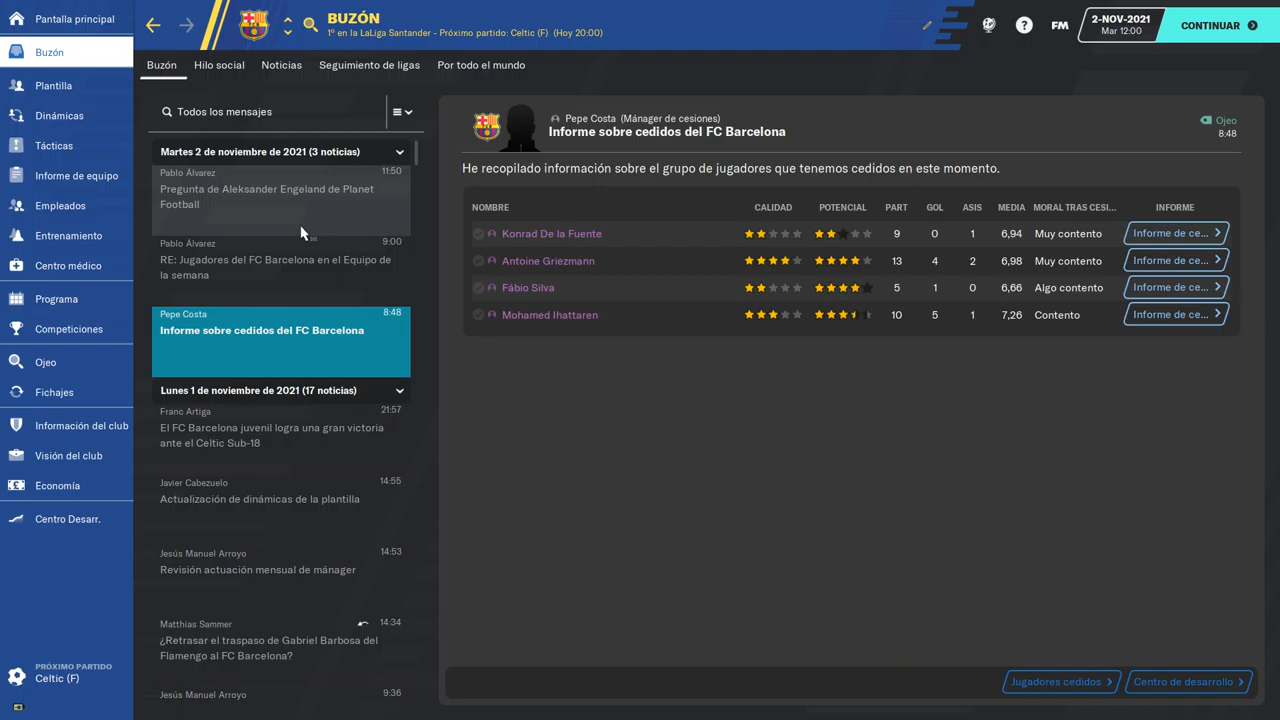 Pantalla principal
Buzón
Plantilla
Dinámicas
Tácticas
Informe de equipo
Empleados
Entrenamiento
Centro médico
Programa
Competiciones
Ojeo
Fichajes
Información del club
Visión del club
Economía
Centro Desarr.
PRÓXIMO PARTIDO
Celtic (F)
BUZÓN
1º en la LaLiga Santander - Próximo partido: Celtic (F) (Hoy 20:00)
FM
2-NOV-2021
Mar 12:00
CONTINUAR
Buzón Hilo social Noticias Seguimiento de ligas Por todo el mundo
Todos los mensajes
Martes 2 de noviembre de 2021 (3 noticias)
Pablo Álvarez 11:50
Pregunta de Aleksander Engeland de Planet
Football
Pablo Álvarez 9:00
RE: Jugadores del FC Barcelona en el Equipo de
la semana
Pepe Costa 8:48
Informe sobre cedidos del FC Barcelona
Lunes 1 de noviembre de 2021 (17 noticias)
Franc Artiga 21:57
El FC Barcelona juvenil logra una gran victoria
ante el Celtic Sub-18
Javier Cabezuelo 14:55
Actualización de dinámicas de la plantilla
Jesús Manuel Arroyo 14:53
Revisión actuación mensual de mánager
Matthias Sammer 14:34
¿Retrasar el traspaso de Gabriel Barbosa del
Flamengo al FC Barcelona?
Jesús Manuel Arroyo 9:36
Pepe Costa (Mánager de cesiones)
Informe sobre cedidos del FC Barcelona
Ojeo
8:48
He recopilado información sobre el grupo de jugadores que tenemos cedidos en este momento.
NOMBRE CALIDAD POTENCIAL PART GOL ASIS MEDIA MORAL TRAS CESI... INFORME
Konrad De la Fuente 9 0 1 6,94 Muy contento Informe de ce...
Antoine Griezmann 13 4 2 6,98 Muy contento Informe de ce...
Fábio Silva 5 1 0 6,66 Algo contento Informe de ce...
Mohamed Ihattaren 10 5 1 7,26 Contento Informe de ce...
Jugadores cedidos
Centro de desarrollo